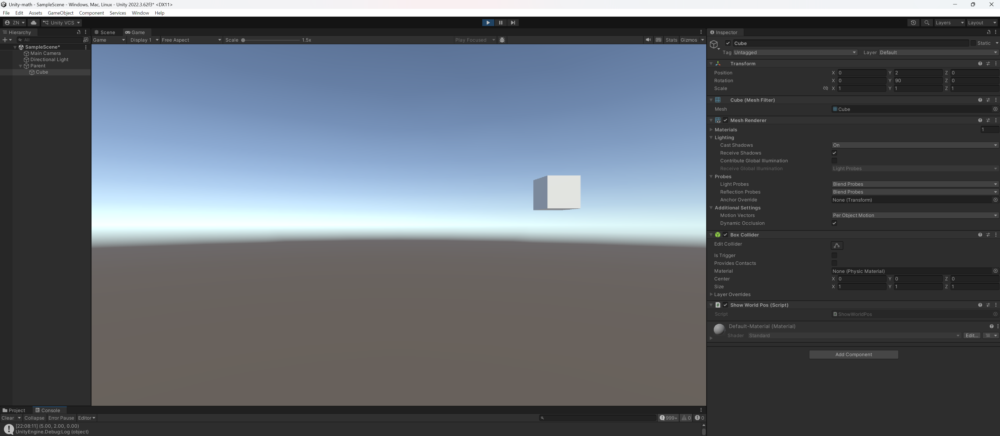 Unity-math - SampleScene - Windows, Mac, Linux - Unity 2022.3.62f3* <DX11>
File Edit Assets GameObject Component Services Window Help
ZN Unity VCS Layers Layout
Hierarchy
All
SampleScene*
Main Camera
Directional Light
Parent
Cube
Scene Game
Game Display 1 Free Aspect Scale 1.5x Play Focused Stats Gizmos
Inspector
Cube Static
Tag Untagged Layer Default
Transform
Position X 0 Y 2 Z 0
Rotation X 0 Y 90 Z 0
Scale X 1 Y 1 Z 1
Cube (Mesh Filter)
Mesh Cube
Mesh Renderer
Materials 1
Lighting
Cast Shadows On
Receive Shadows
Contribute Global Illumination
Receive Global Illumination Light Probes
Probes
Light Probes Blend Probes
Reflection Probes Blend Probes
Anchor Override None (Transform)
Additional Settings
Motion Vectors Per Object Motion
Dynamic Occlusion
Box Collider
Edit Collider
Is Trigger
Provides Contacts
Material None (Physic Material)
Center X 0 Y 0 Z 0
Size X 1 Y 1 Z 1
Layer Overrides
# Show World Pos (Script)
Script # ShowWorldPos
Default-Material (Material)
Shader Standard Edit...
Add Component
Project Console
Clear Collapse Error Pause Editor 999+ 0 0
[22:08:11] (5.00, 2.00, 0.00)
UnityEngine.Debug:Log (object)